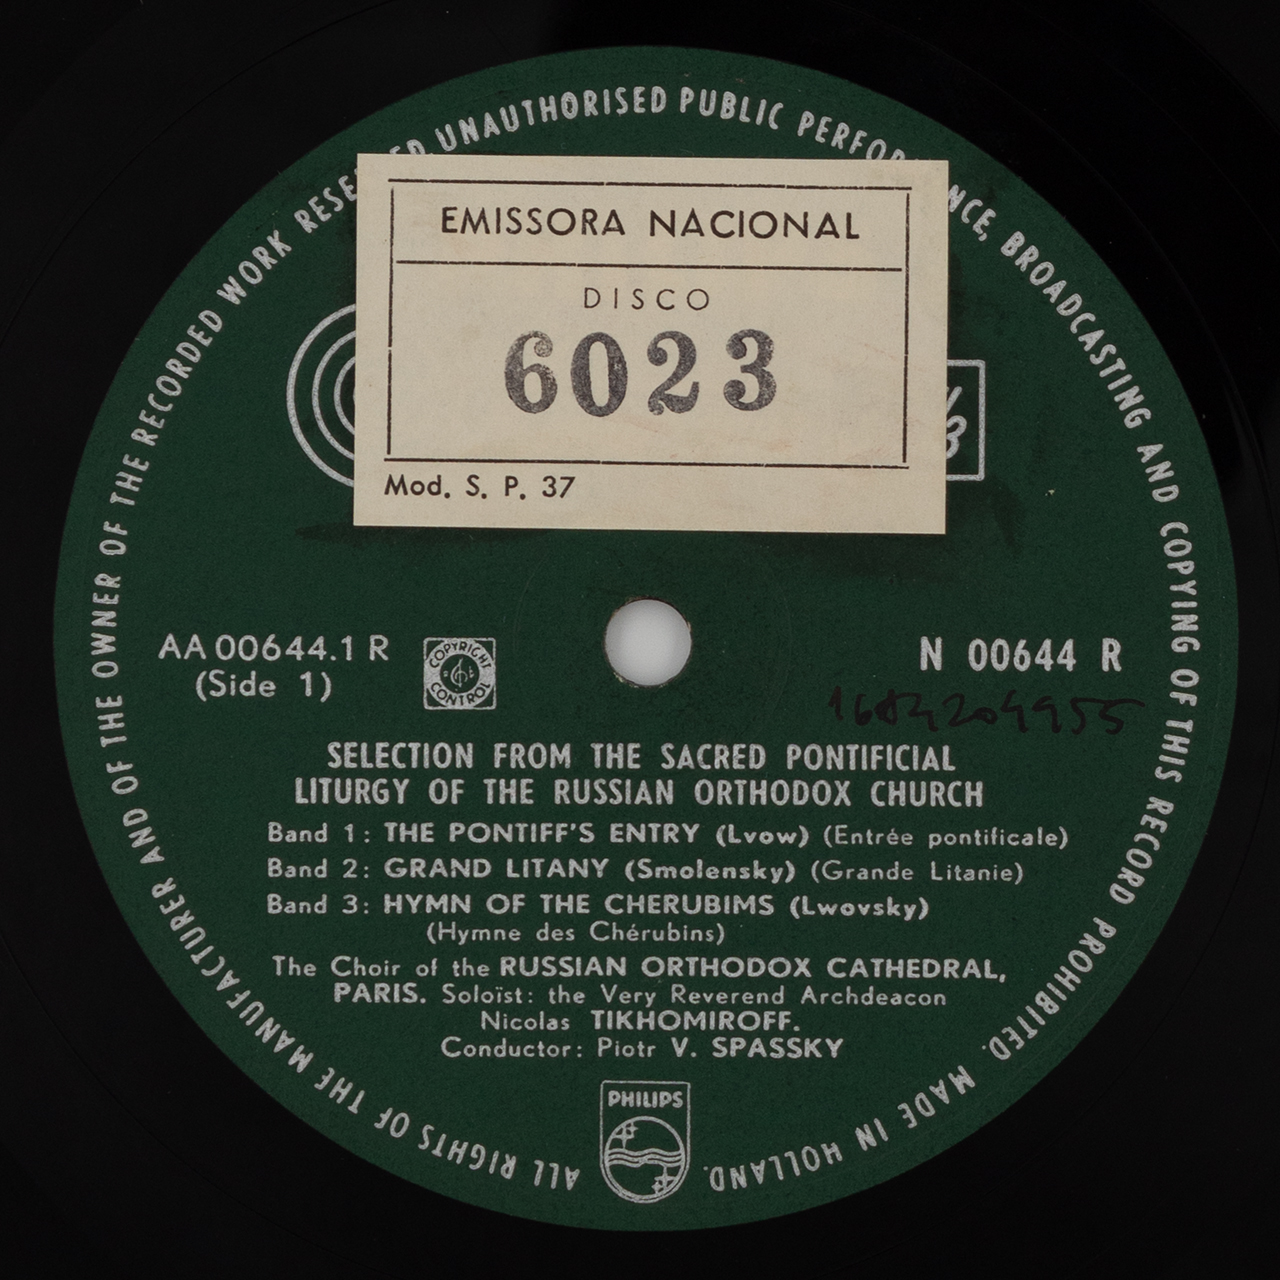 ALL RIGHTS OF THE MANUFACTURER AND OF THE OWNER OF THE RECORDED WORK UNAUTHORISED PUBLIC BROADCASTING AND COPYING OF THIS RECORD PROHIBITED. MADE IN HOLLAND.
EMISSORA NACIONAL
DISCO
6023
Mod. S. P. 37
AA 00644.1 R
(Side 1)
COPYRIGHT
CONTROL
N 00644 R
SELECTION FROM THE SACRED PONTIFICIAL
LITURGY OF THE RUSSIAN ORTHODOX CHURCH
Band 1: THE PONTIFF'S ENTRY (Lvow) (Entrée pontificale)
Band 2: GRAND LITANY (Smolensky) (Grande Litanie)
Band 3: HYMN OF THE CHERUBIMS (Lwovsky)
(Hymne des Chérubins)
The Choir of the RUSSIAN ORTHODOX CATHEDRAL,
PARIS. Soloïst: the Very Reverend Archdeacon
Nicolas TIKHOMIROFF.
Conductor: Piotr V. SPASSKY
PHILIPS